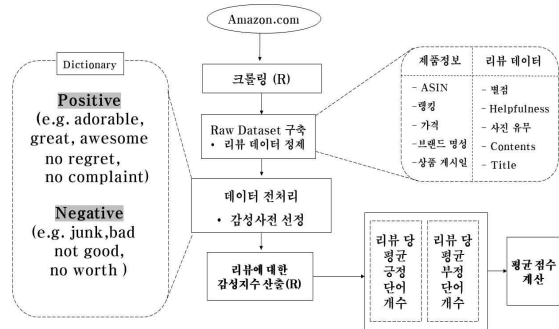 Amazon.com
크롤링 (R)
Raw Dataset 구축
• 리뷰 데이터 정제
데이터 전처리
• 감성사전 선정
리뷰에 대한
감성지수 산출(R)
Dictionary
Positive
(e.g. adorable,
great, awesome
no regret,
no complaint)
Negative
(e.g. junk,bad
not good,
no worth )
제품정보
- ASIN
- 랭킹
- 가격
-브랜드 명성
-상품 게시일
리뷰 데이터
- 별점
- Helpfulness
- 사진 유무
- Contents
- Title
리뷰 당
평균
긍정
단어
개수
리뷰 당
평균
부정
단어
개수
평균 점수
계산